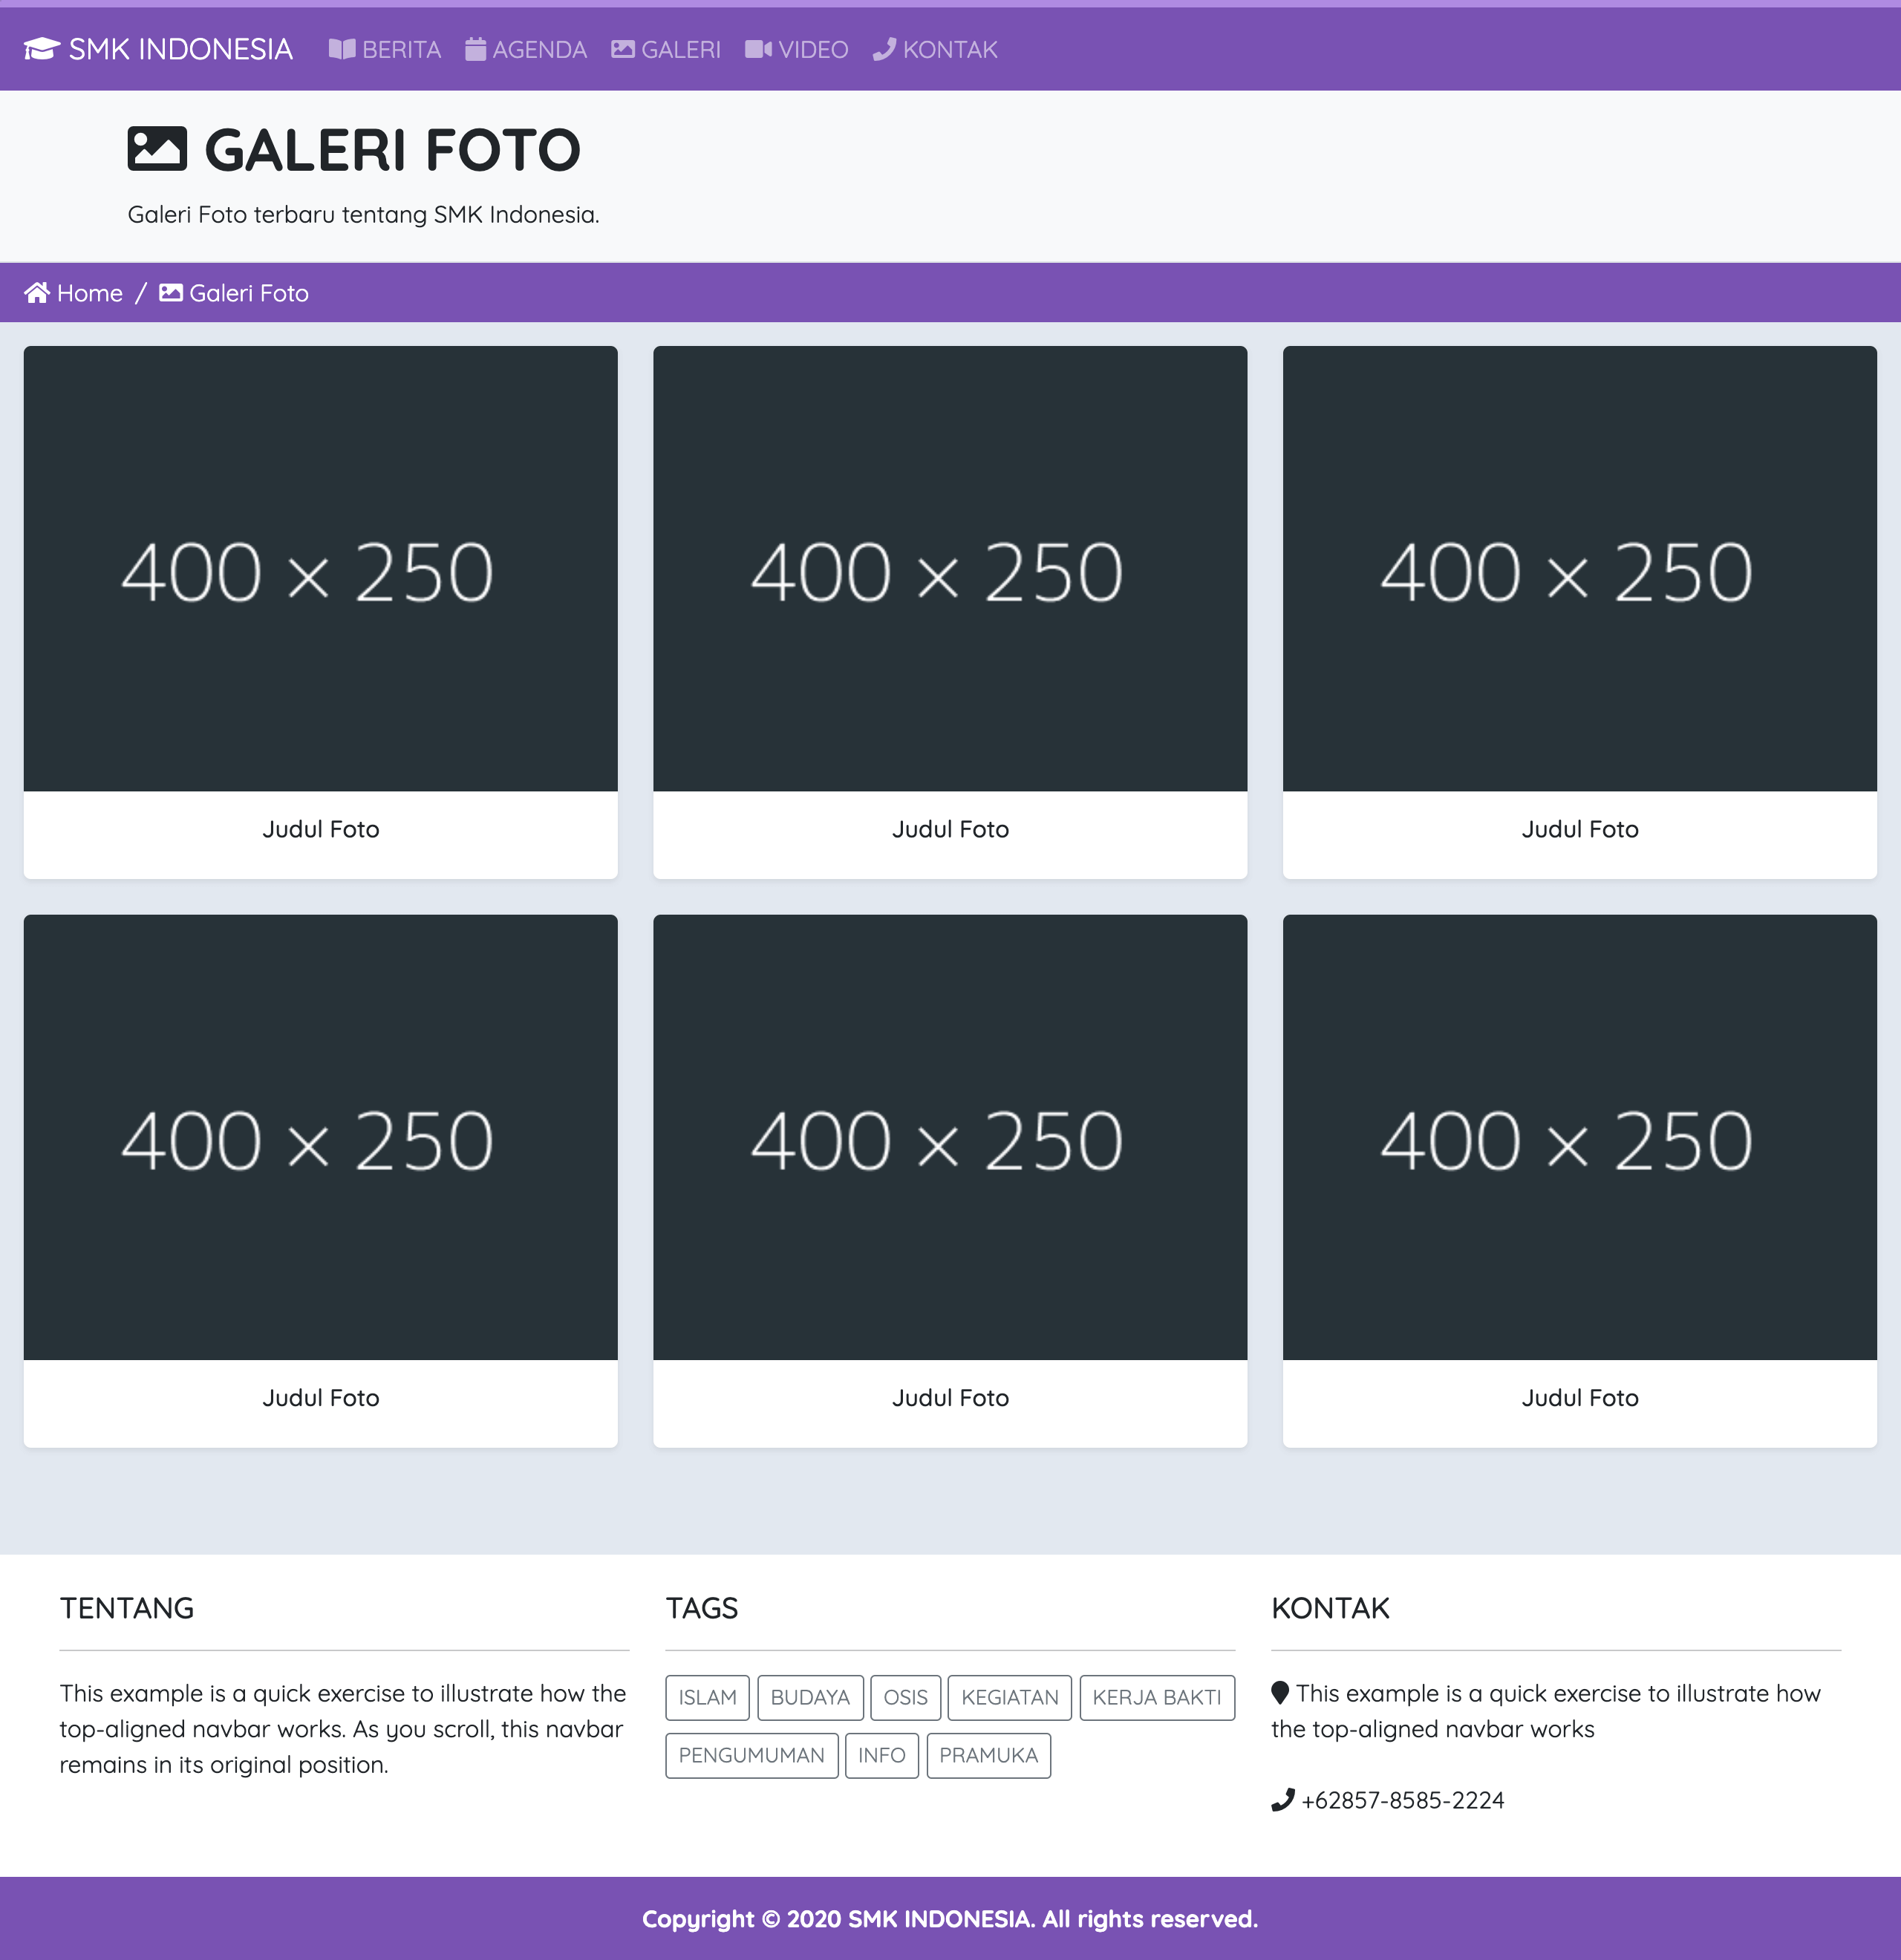 SMK INDONESIA BERITA AGENDA GALERI VIDEO KONTAK
GALERI FOTO
Galeri Foto terbaru tentang SMK Indonesia.
Home / Galeri Foto
400 × 250 400 × 250 400 × 250
Judul Foto Judul Foto Judul Foto
400 × 250 400 × 250 400 × 250
Judul Foto Judul Foto Judul Foto
TENTANG
This example is a quick exercise to illustrate how the
top-aligned navbar works. As you scroll, this navbar
remains in its original position.
TAGS
ISLAM BUDAYA OSIS KEGIATAN KERJA BAKTI
PENGUMUMAN INFO PRAMUKA
KONTAK
This example is a quick exercise to illustrate how
the top-aligned navbar works
+62857-8585-2224
Copyright © 2020 SMK INDONESIA. All rights reserved.